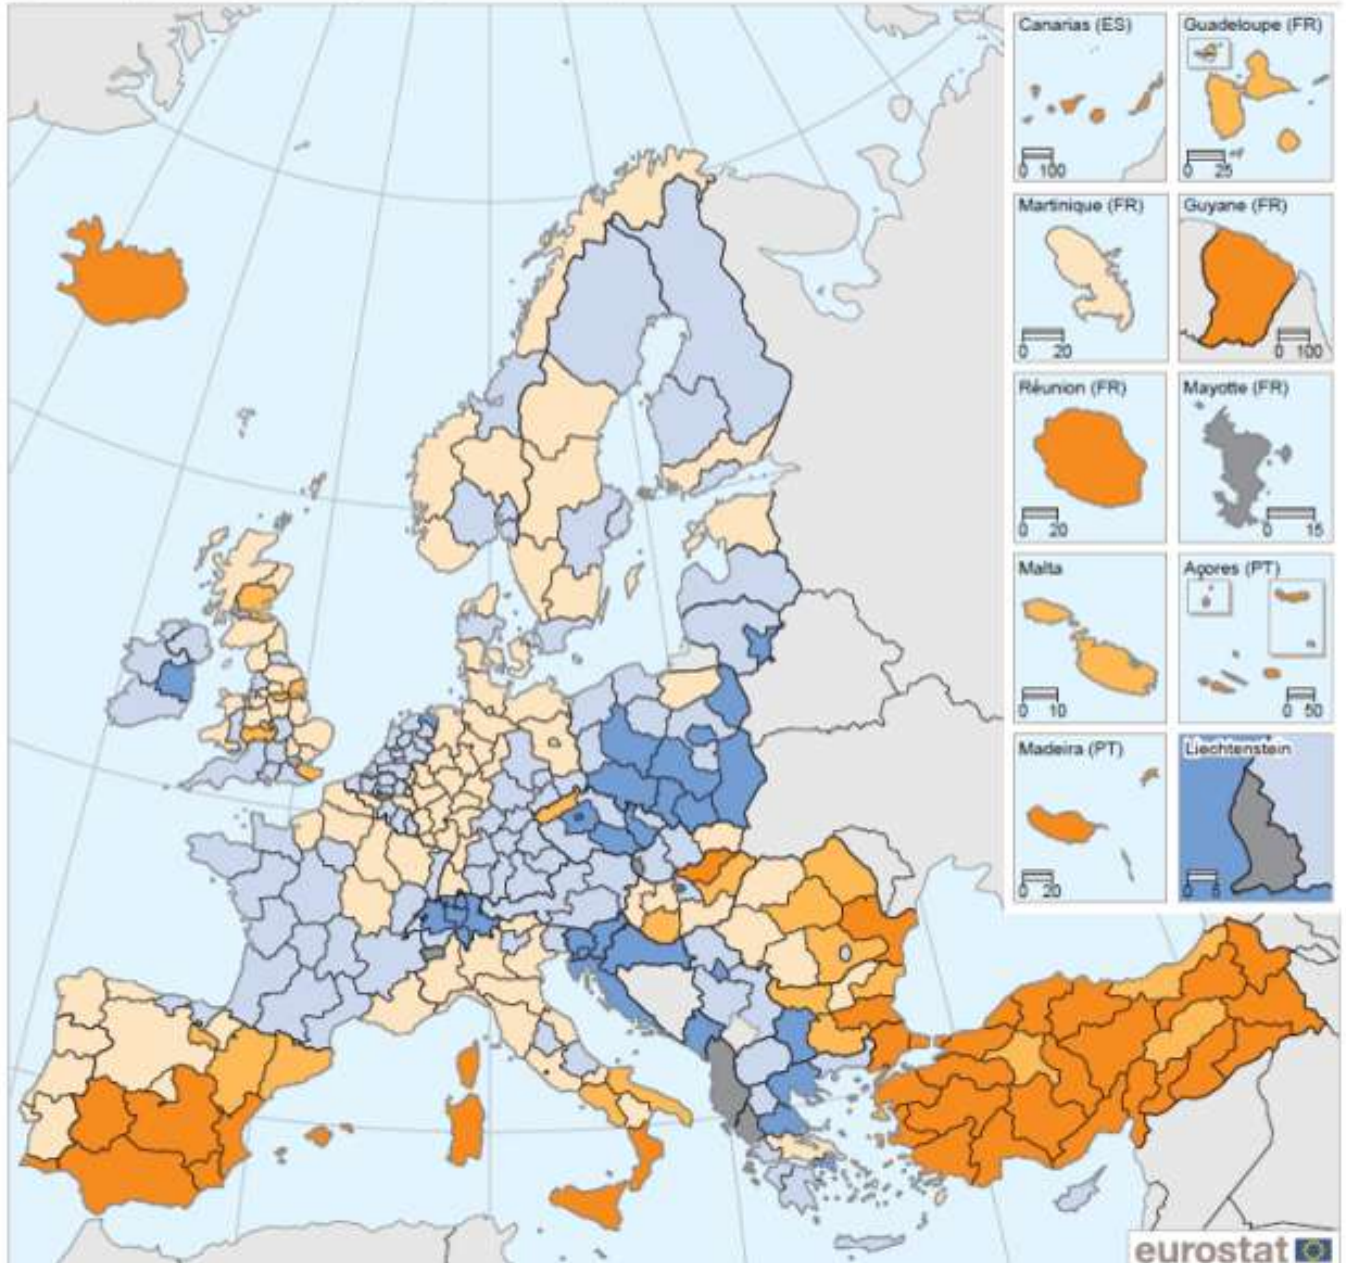 Canarias (ES)
0 100
Guadeloupe (FR)
0 25
Martinique (FR)
0 20
Guyane (FR)
0 100
Réunion (FR)
0 20
Mayotte (FR)
0 15
Malta
0 10
Açores (PT)
0 50
Madeira (PT)
0 20
Liechtenstein
eurostat